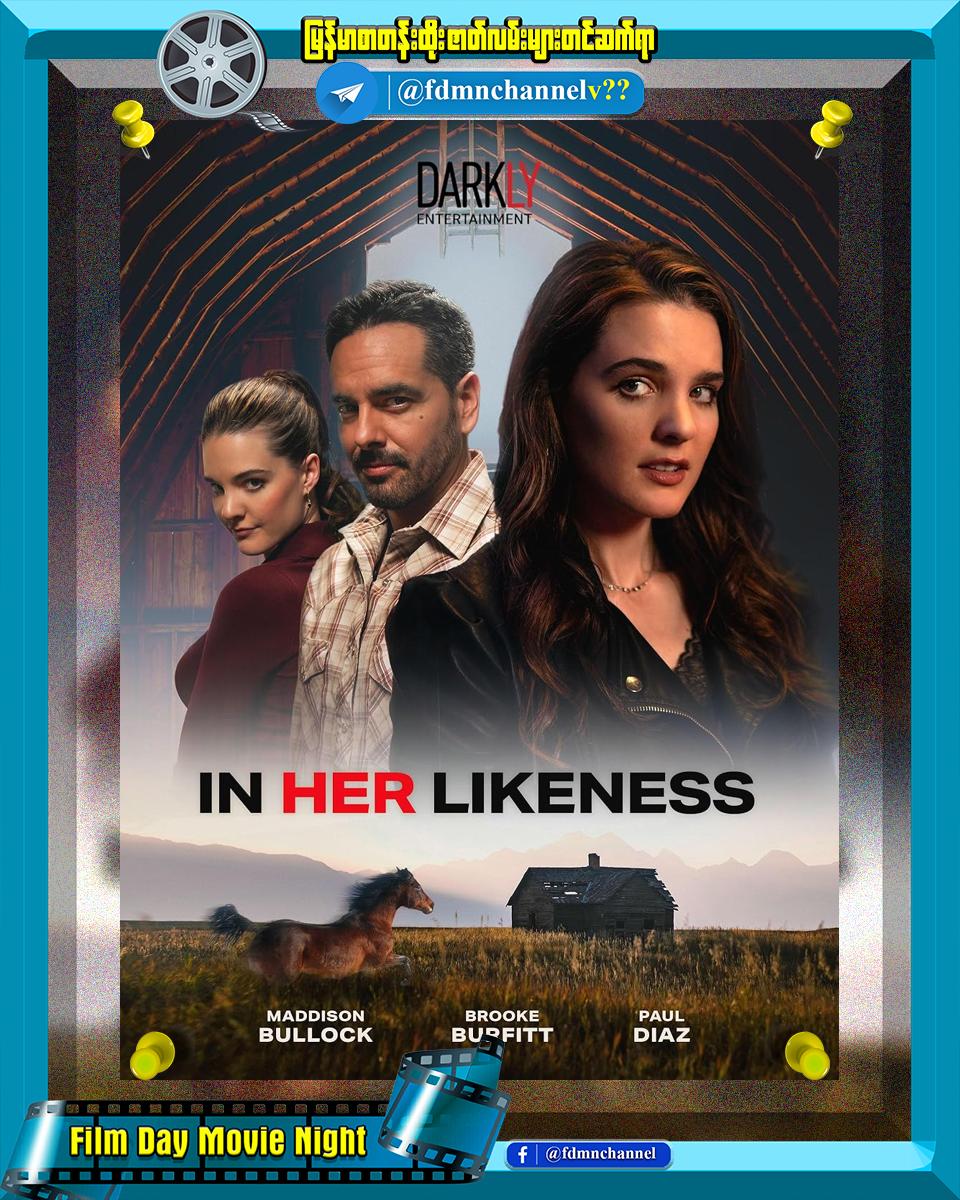 မြန်မာစာတန်းထိုးဇာတ်လမ်းများတင်ဆက်ရာ
@fdmnchannelv??
DARKLY
ENTERTAINMENT
IN HER LIKENESS
MADDISON BULLOCK
BROOKE BURFITT
PAUL DIAZ
Film Day Movie Night
f @fdmnchannel